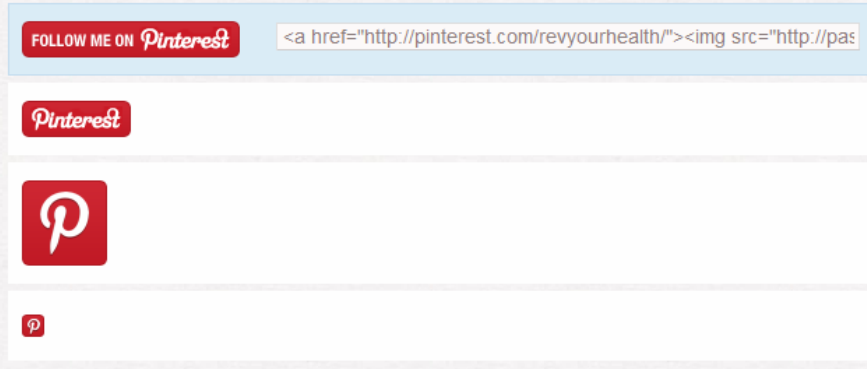 FOLLOW ME ON Pinterest
<a href="http://pinterest.com/revyourhealth/"><img src="http://pas
Pinterest
P
P